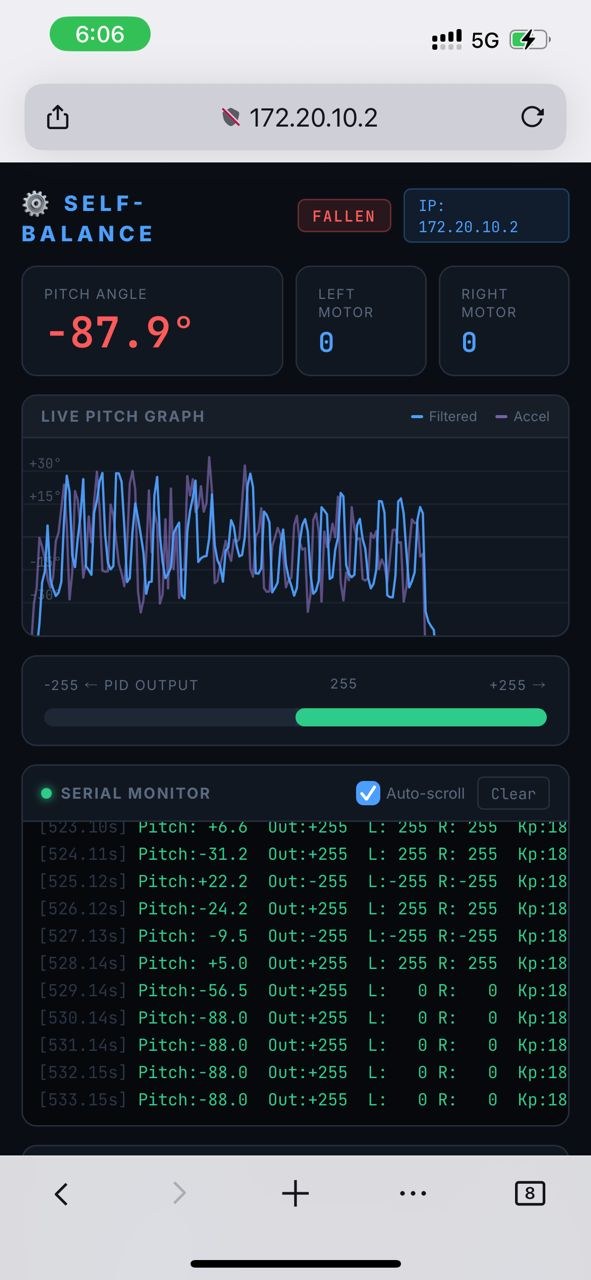 6:06
5G
172.20.10.2
SELF-
BALANCE
FALLEN
IP:
172.20.10.2
PITCH ANGLE
-87.9°
LEFT
MOTOR
0
RIGHT
MOTOR
0
LIVE PITCH GRAPH
Filtered
Accel
+30°
+15°
-15°
-30°
-255 ← PID OUTPUT
255
+255 →
SERIAL MONITOR
Auto-scroll
Clear
[523.10s] Pitch: +6.6 Out:+255 L: 255 R: 255 Kp:18
[524.11s] Pitch:-31.2 Out:+255 L: 255 R: 255 Kp:18
[525.12s] Pitch:+22.2 Out:-255 L:-255 R:-255 Kp:18
[526.12s] Pitch:-24.2 Out:+255 L: 255 R: 255 Kp:18
[527.13s] Pitch: -9.5 Out:-255 L:-255 R:-255 Kp:18
[528.14s] Pitch: +5.0 Out:+255 L: 255 R: 255 Kp:18
[529.14s] Pitch:-56.5 Out:+255 L: 0 R: 0 Kp:18
[530.14s] Pitch:-88.0 Out:+255 L: 0 R: 0 Kp:18
[531.14s] Pitch:-88.0 Out:+255 L: 0 R: 0 Kp:18
[532.15s] Pitch:-88.0 Out:+255 L: 0 R: 0 Kp:18
[533.15s] Pitch:-88.0 Out:+255 L: 0 R: 0 Kp:18
8